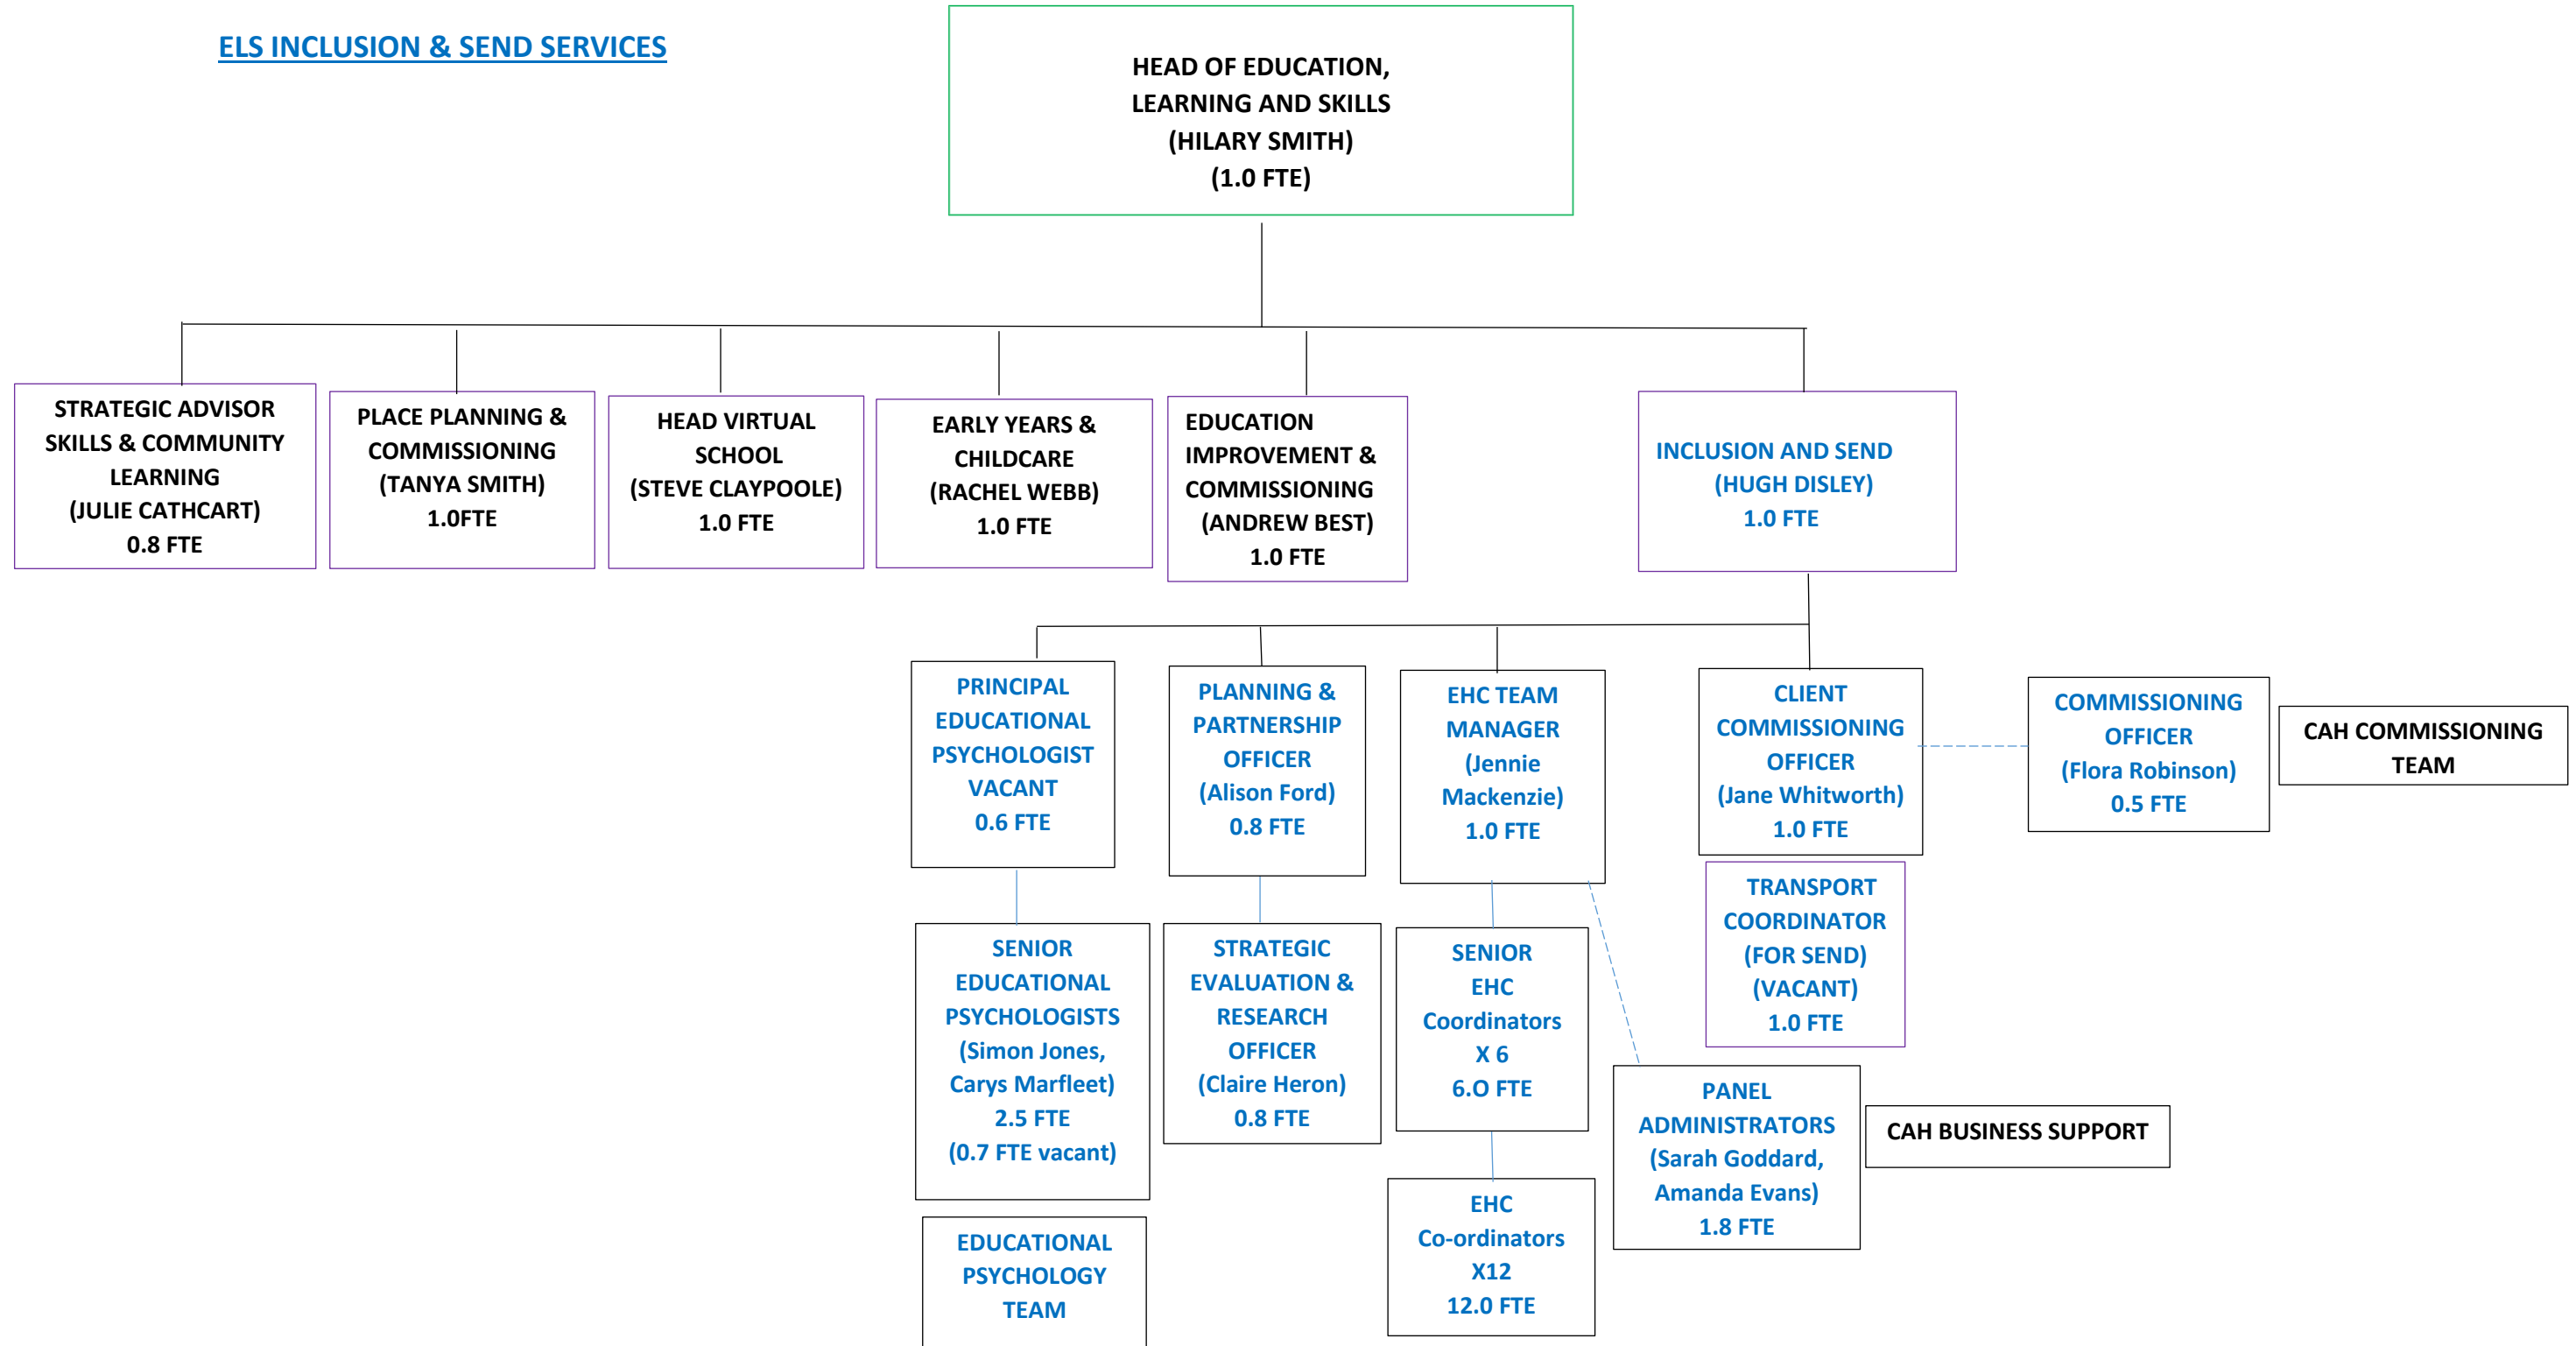 ELS INCLUSION & SEND SERVICES
HEAD OF EDUCATION,
LEARNING AND SKILLS
(HILARY SMITH)
(1.0 FTE)
STRATEGIC ADVISOR
SKILLS & COMMUNITY
LEARNING
(JULIE CATHCART)
0.8 FTE
PLACE PLANNING &
COMMISSIONING
(TANYA SMITH)
1.0FTE
HEAD VIRTUAL
SCHOOL
(STEVE CLAYPOOLE)
1.0 FTE
EARLY YEARS &
CHILDCARE
(RACHEL WEBB)
1.0 FTE
EDUCATION
IMPROVEMENT &
COMMISSIONING
(ANDREW BEST)
1.0 FTE
INCLUSION AND SEND
(HUGH DISLEY)
1.0 FTE
PRINCIPAL
EDUCATIONAL
PSYCHOLOGIST
VACANT
0.6 FTE
PLANNING &
PARTNERSHIP
OFFICER
(Alison Ford)
0.8 FTE
EHC TEAM
MANAGER
(Jennie
Mackenzie)
1.0 FTE
CLIENT
COMMISSIONING
OFFICER
(Jane Whitworth)
1.0 FTE
COMMISSIONING
OFFICER
(Flora Robinson)
0.5 FTE
CAH COMMISSIONING
TEAM
TRANSPORT
COORDINATOR
(FOR SEND)
(VACANT)
1.0 FTE
SENIOR
EDUCATIONAL
PSYCHOLOGISTS
(Simon Jones,
Carys Marfleet)
2.5 FTE
(0.7 FTE vacant)
STRATEGIC
EVALUATION &
RESEARCH
OFFICER
(Claire Heron)
0.8 FTE
SENIOR
EHC
Coordinators
X 6
6.O FTE
PANEL
ADMINISTRATORS
(Sarah Goddard,
Amanda Evans)
1.8 FTE
CAH BUSINESS SUPPORT
EDUCATIONAL
PSYCHOLOGY
TEAM
EHC
Co-ordinators
X12
12.0 FTE